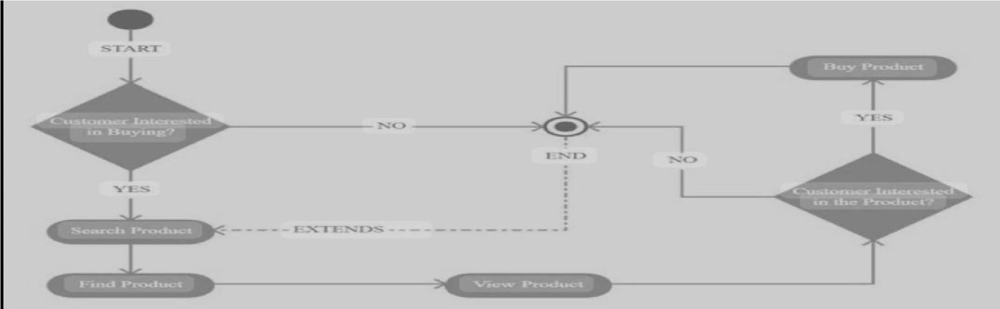 START
Buy Product
Customer Interested
in Buying?
NO
YES
END
NO
YES
Customer Interested
in the Product?
Search Product
EXTENDS
Find Product
View Product